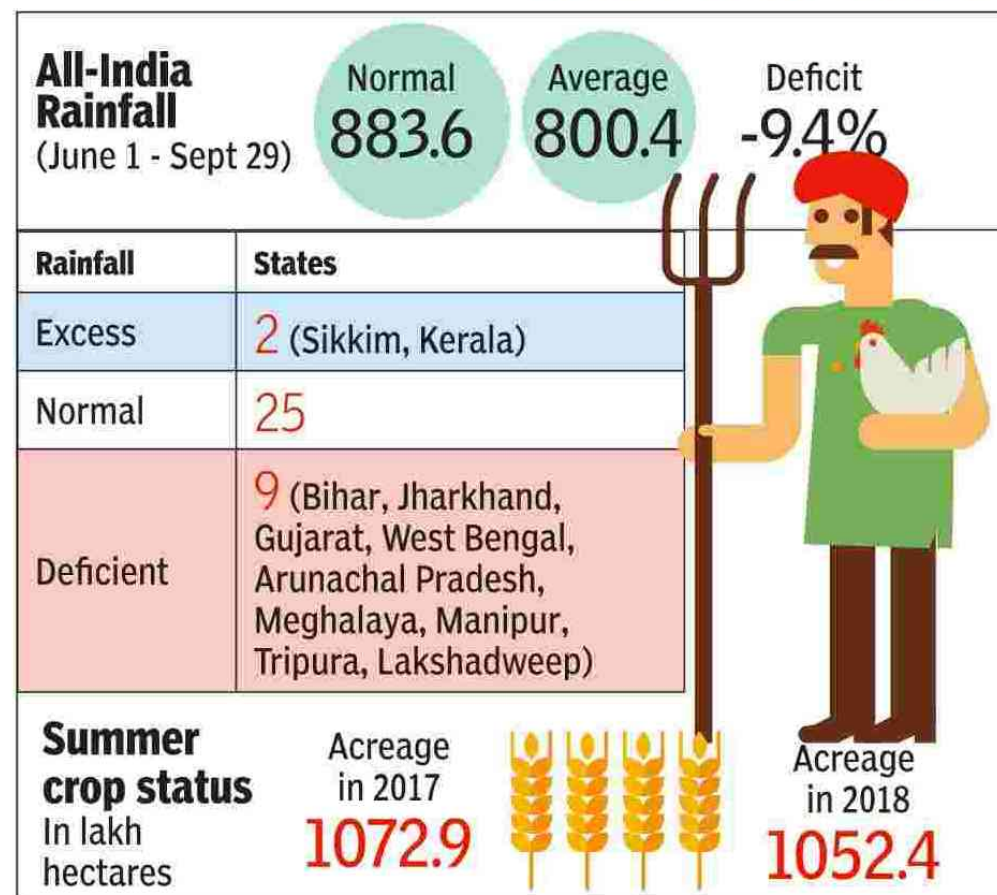 All-India
Rainfall
(June 1 - Sept 29)
Normal
883.6
Average
800.4
Deficit
-9.4%
Rainfall States
Excess 2 (Sikkim, Kerala)
Normal 25
Deficient
9 (Bihar, Jharkhand,
Gujarat, West Bengal,
Arunachal Pradesh,
Meghalaya, Manipur,
Tripura, Lakshadweep)
Summer
crop status
In lakh
hectares
Acreage
in 2017
1072.9
Acreage
in 2018
1052.4